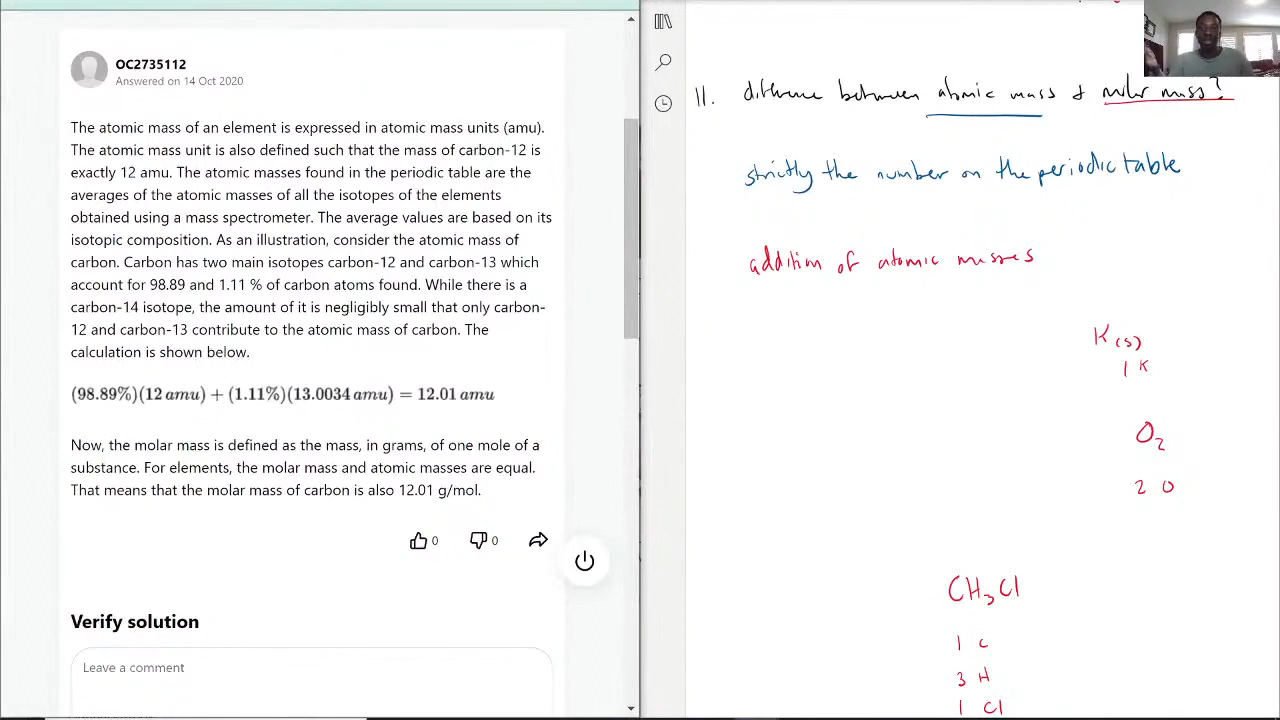 OC2735112
Answered on 14 Oct 2020
The atomic mass of an element is expressed in atomic mass units (amu).
The atomic mass unit is also defined such that the mass of carbon-12 is
exactly 12 amu. The atomic masses found in the periodic table are the
averages of the atomic masses of all the isotopes of the elements
obtained using a mass spectrometer. The average values are based on its
isotopic composition. As an illustration, consider the atomic mass of
carbon. Carbon has two main isotopes carbon-12 and carbon-13 which
account for 98.89 and 1.11 % of carbon atoms found. While there is a
carbon-14 isotope, the amount of it is negligibly small that only carbon-
12 and carbon-13 contribute to the atomic mass of carbon. The
calculation is shown below.
(98.89%)(12 amu) + (1.11%)(13.0034 amu) = 12.01 amu
Now, the molar mass is defined as the mass, in grams, of one mole of a
substance. For elements, the molar mass and atomic masses are equal.
That means that the molar mass of carbon is also 12.01 g/mol.
0
0
Verify solution
Leave a comment
11. difference between atomic mass & molar mass?
strictly the number on the periodic table
addition of atomic masses
K(s)
1 K
O₂
2 O
CH₃Cl
1 C
3 H
1 Cl